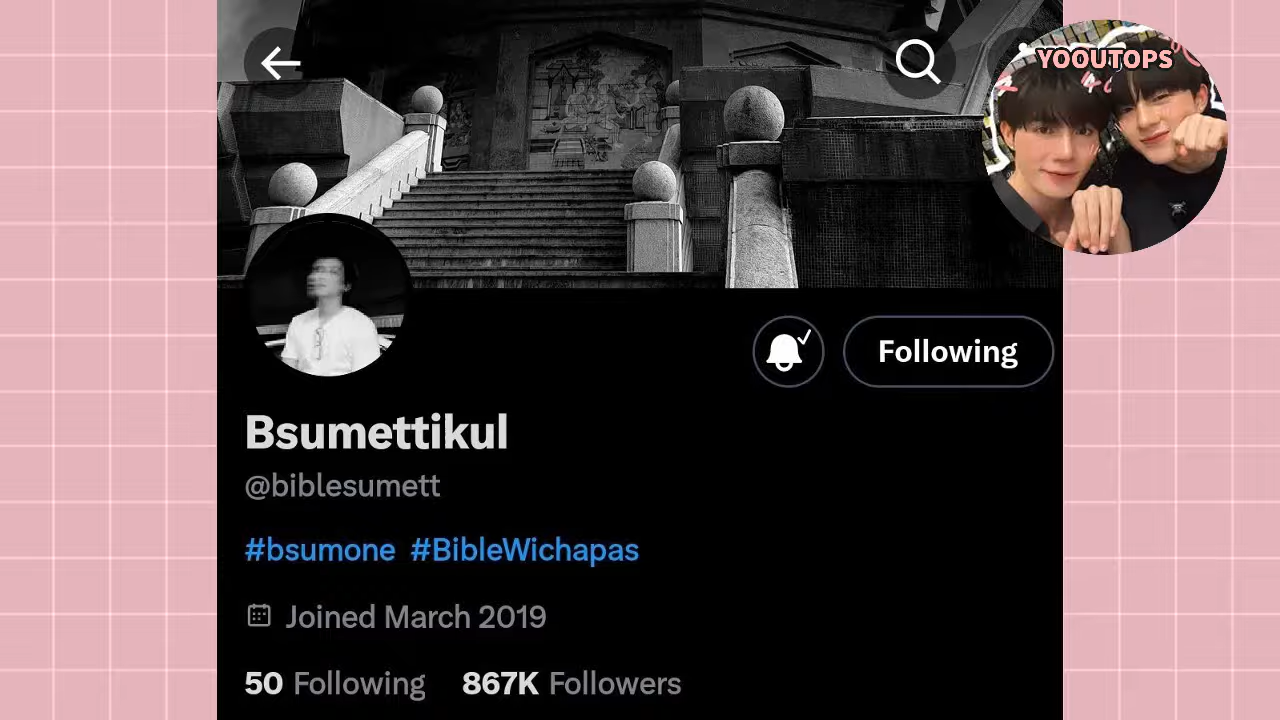 YOOUTOPS
Following
Bsumettikul
@biblesumett
#bsumone #BibleWichapas
Joined March 2019
50 Following 867K Followers